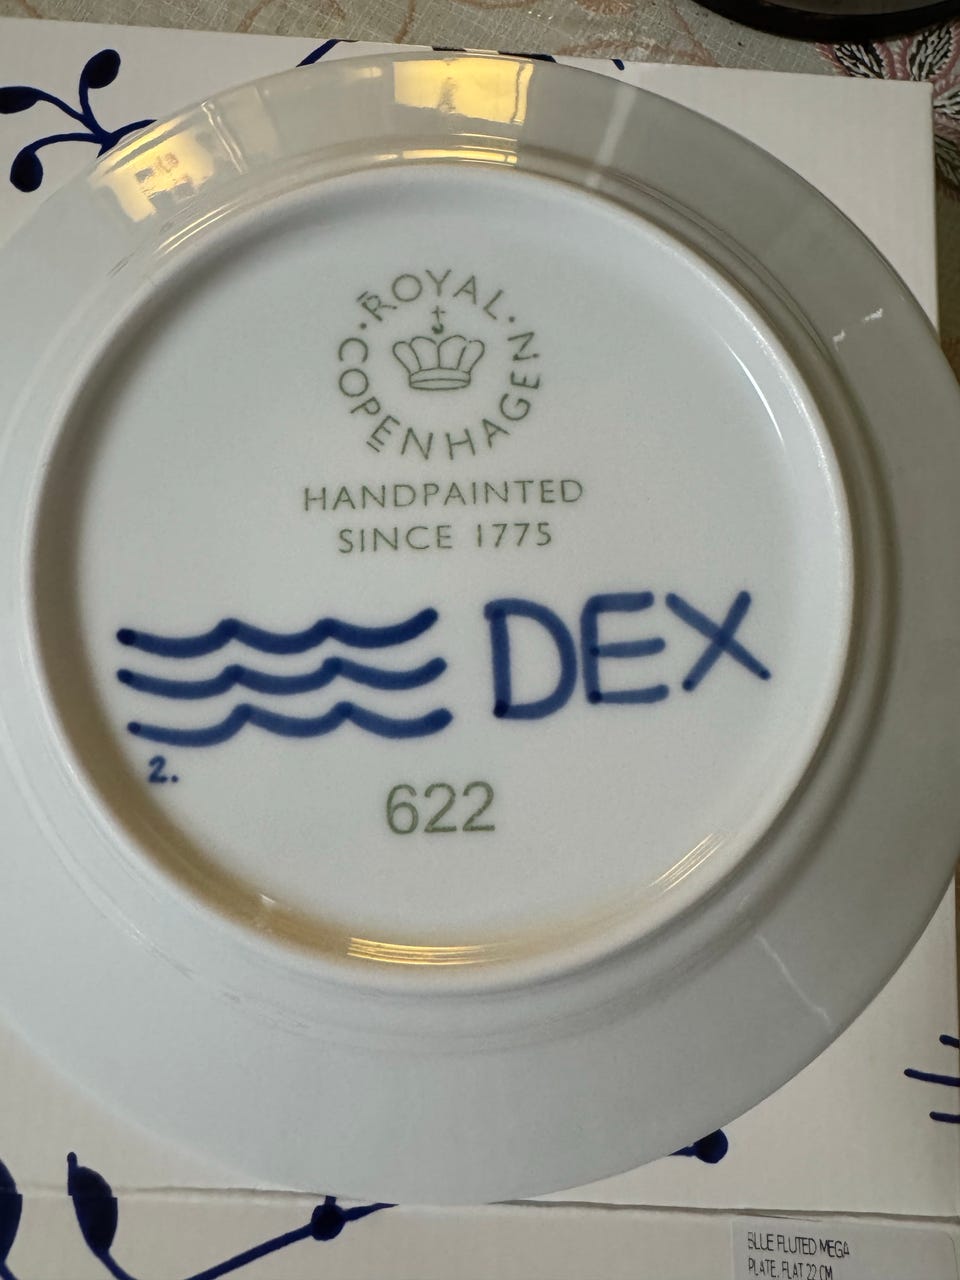 ROYAL
COPENHAGEN
HANDPAINTED
SINCE 1775
DEX
2.
622
BLUE FLUTED MEGA
PLATE, FLAT 22 CM